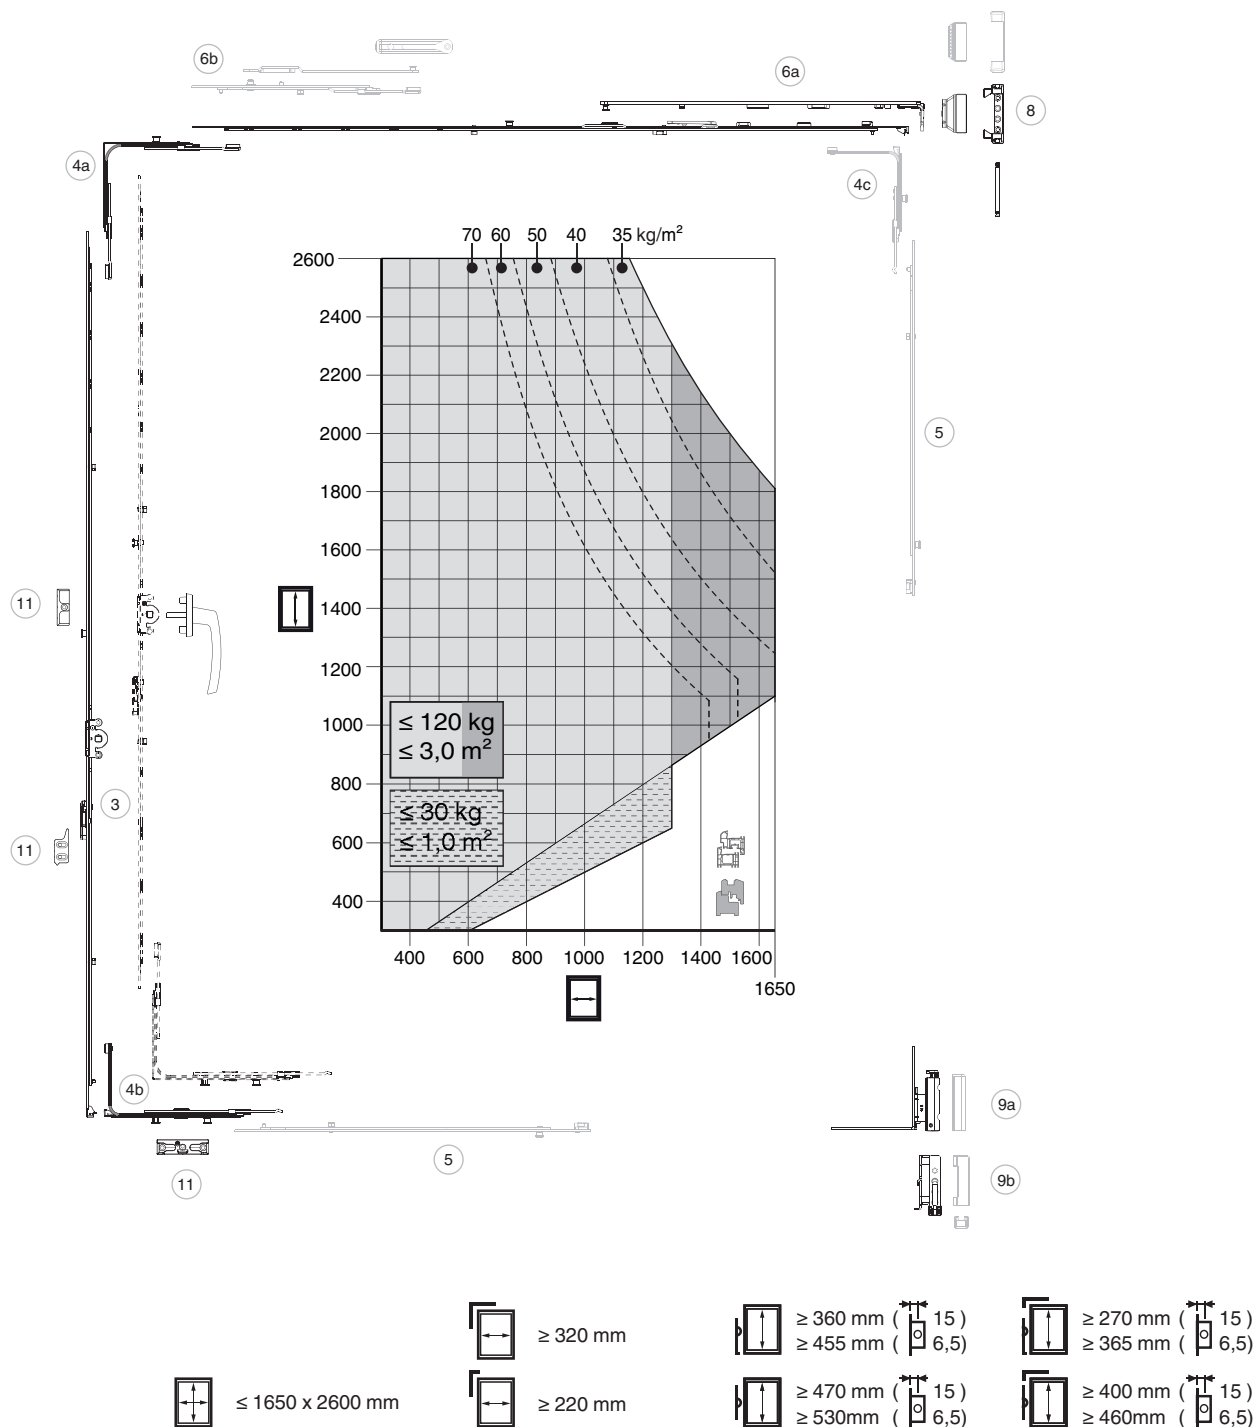 6b
6a
8
4a
4c
70 60 50 40 35 kg/m²
2600
2400
2200
2000
5
1800
1600
11
1400
1200
≤ 120 kg
1000
≤ 3,0 m²
3
800
≤ 30 kg
11
600
≤ 1,0 m²
400
400 600 800 1000 1200 1400 1600
1650
4b
9a
5
11
9b
≥ 320 mm
≥ 360 mm ( 15 )
≥ 455 mm ( 6,5)
≥ 270 mm ( 15 )
≥ 365 mm ( 6,5)
≤ 1650 x 2600 mm
≥ 220 mm
≥ 470 mm ( 15 )
≥ 530mm ( 6,5)
≥ 400 mm ( 15 )
≥ 460mm ( 6,5)